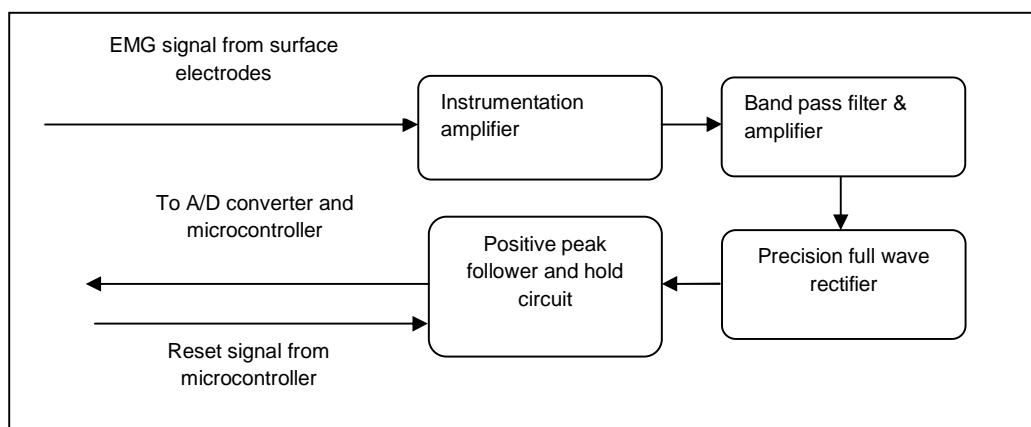 EMG signal from surface
electrodes
Instrumentation
amplifier
Band pass filter &
amplifier
To A/D converter and
microcontroller
Positive peak
follower and hold
circuit
Precision full wave
rectifier
Reset signal from
microcontroller